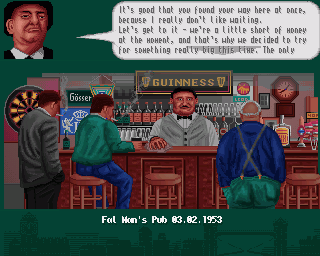 It's good that you found your way here at once,
because I really don't like waiting.
Let's get to it - we're a little short of money
at the moment, and that's why we decided to try
for something really big this time. The only
GUINNESS
Gösser
Fat Man's Pub 03.02.1953